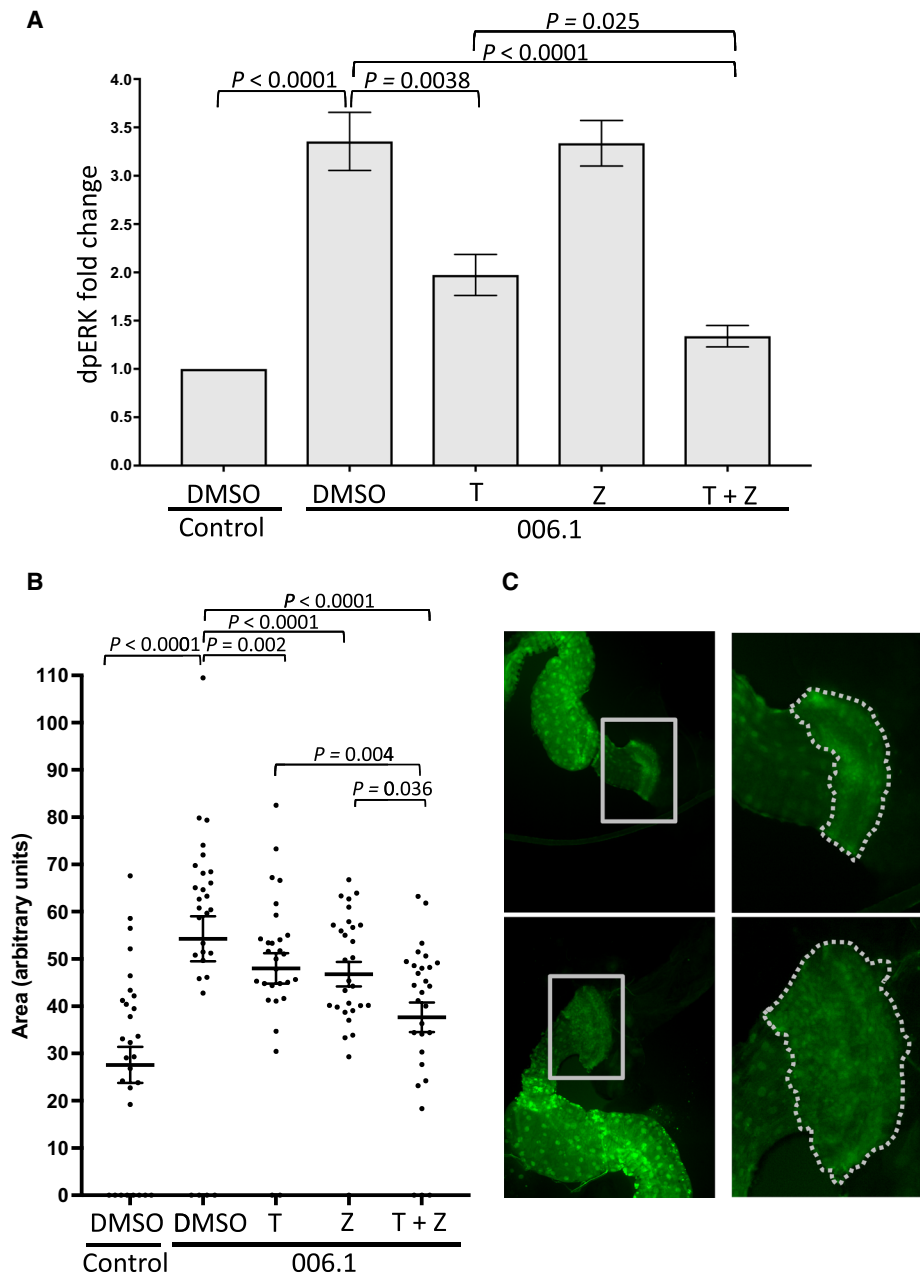 A
P = 0.025
P < 0.0001
P < 0.0001
P = 0.0038
4.0
3.5
3.0
2.5
2.0
1.5
1.0
0.5
0.0
dpERK fold change
DMSO
DMSO
T
Z
T + Z
Control
006.1
B
P < 0.0001
P < 0.0001
P < 0.0001
P = 0.002
P = 0.004
P = 0.036
110
100
90
80
70
60
50
40
30
20
10
0
Area (arbitrary units)
DMSO
DMSO
T
Z
T + Z
Control
006.1
C